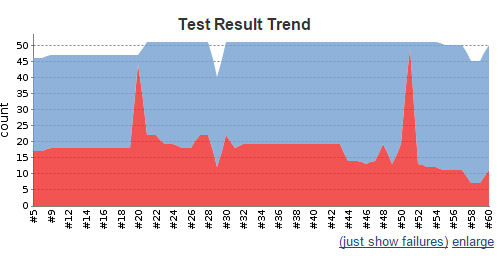 Test Result Trend
50
45
40
35
30
25
20
15
10
5
0
count
#5 #9 #12 #14 #16 #18 #20 #22 #24 #26 #28 #30 #32 #34 #36 #38 #40 #42 #44 #46 #48 #50 #52 #54 #56 #58 #60
(just show failures) enlarge